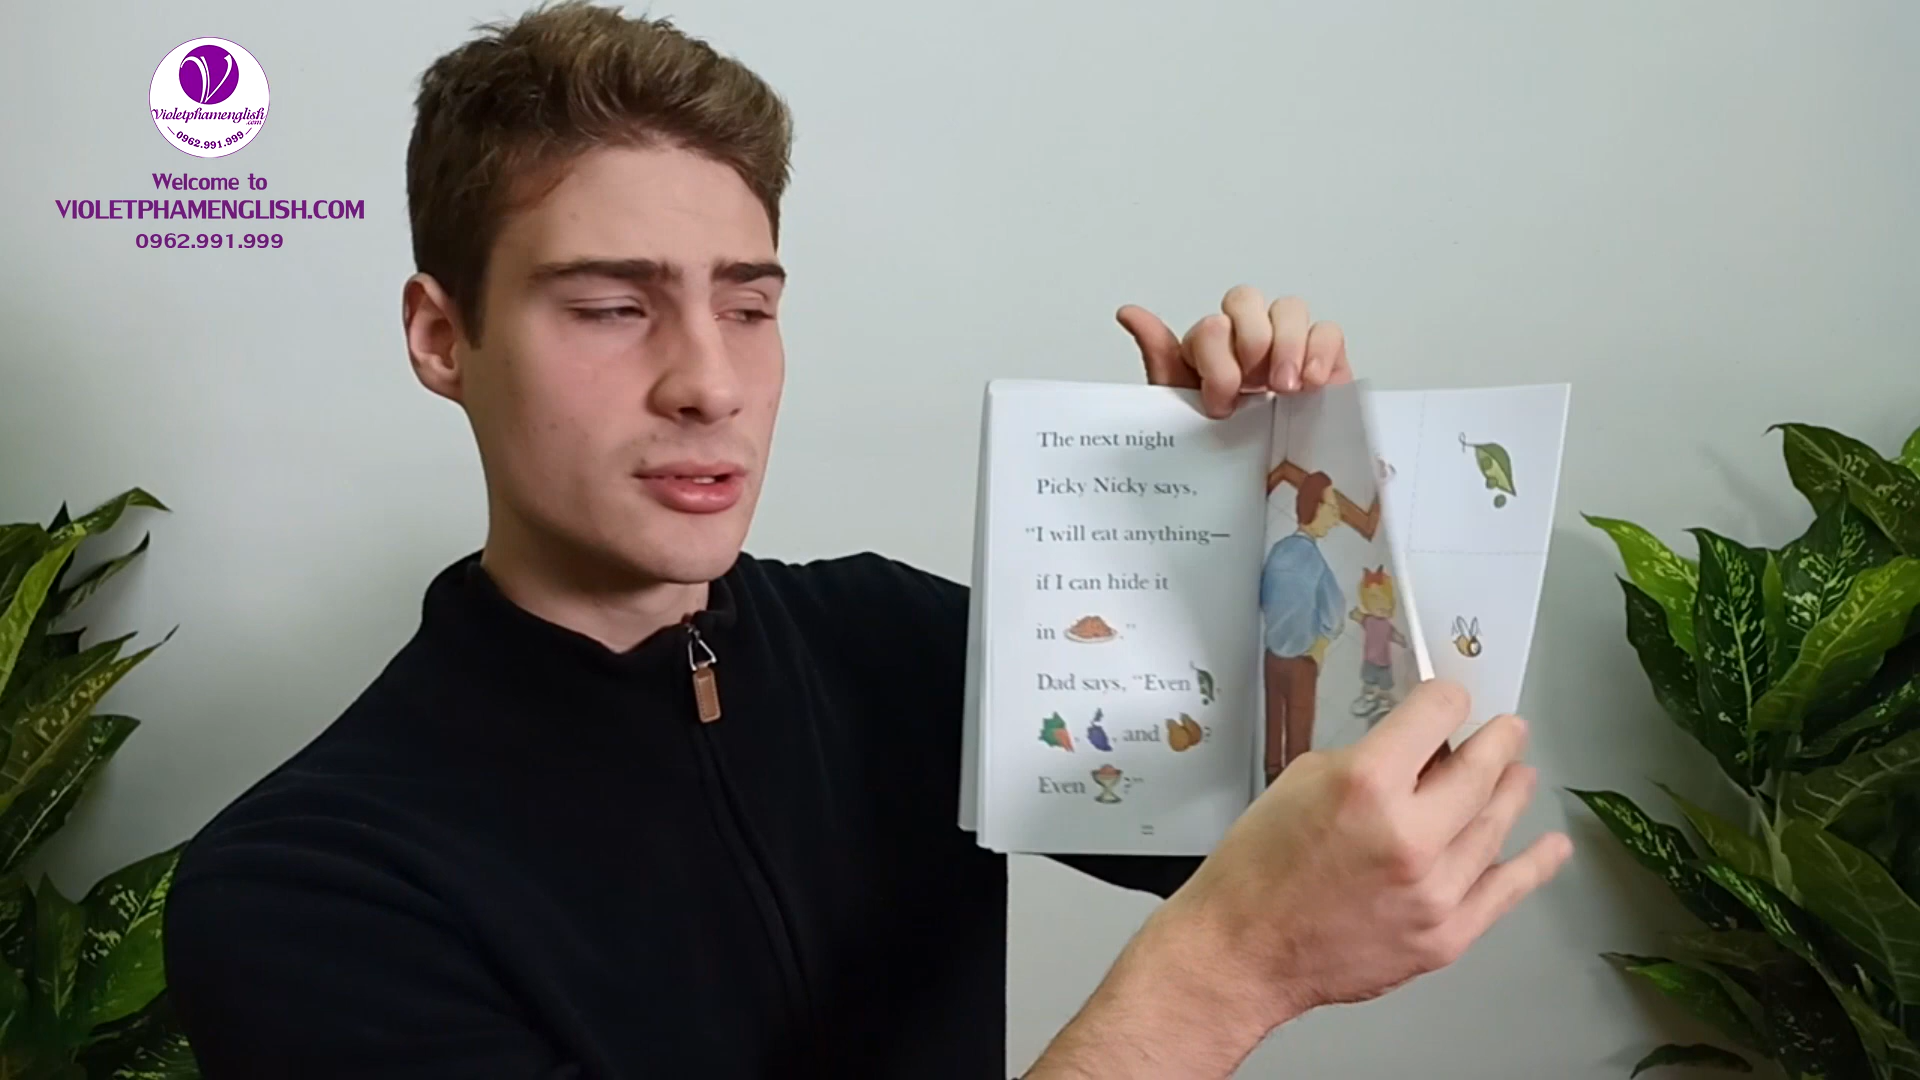 Violetphamenglish
.com
0962.991.999
Welcome to
VIOLETPHAMENGLISH.COM
0962.991.999
The next night
Picky Nicky says,
"I will eat anything—
if I can hide it
in ."
Dad says, "Even ,
, , and ?
Even ?"